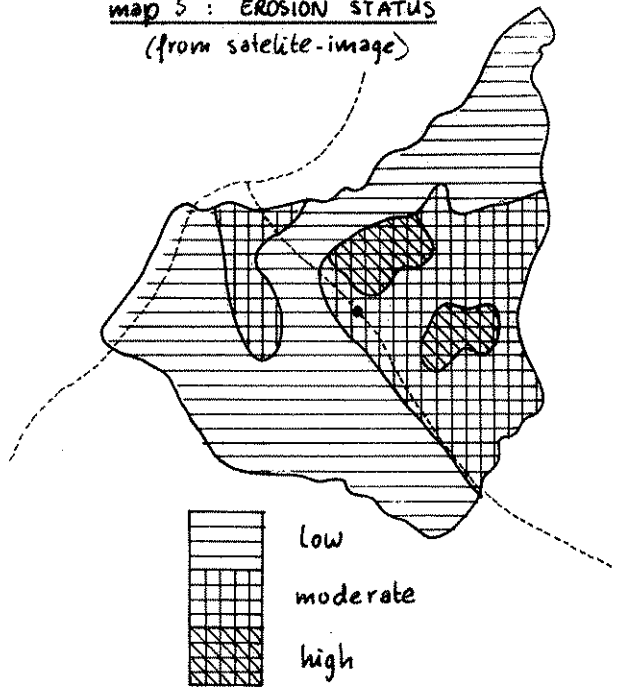 map 5 : EROSION STATUS
(from satelite-image)
low
moderate
high